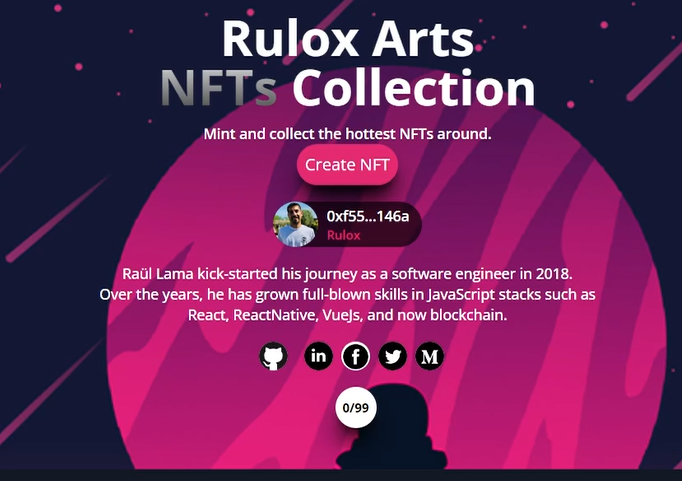 Rulox Arts
NFTs Collection
Mint and collect the hottest NFTs around.
Create NFT
0xf55...146a
Rulox
Raül Lama kick-started his journey as a software engineer in 2018.
Over the years, he has grown full-blown skills in JavaScript stacks such as
React, ReactNative, VueJs, and now blockchain.
in f M
0/99